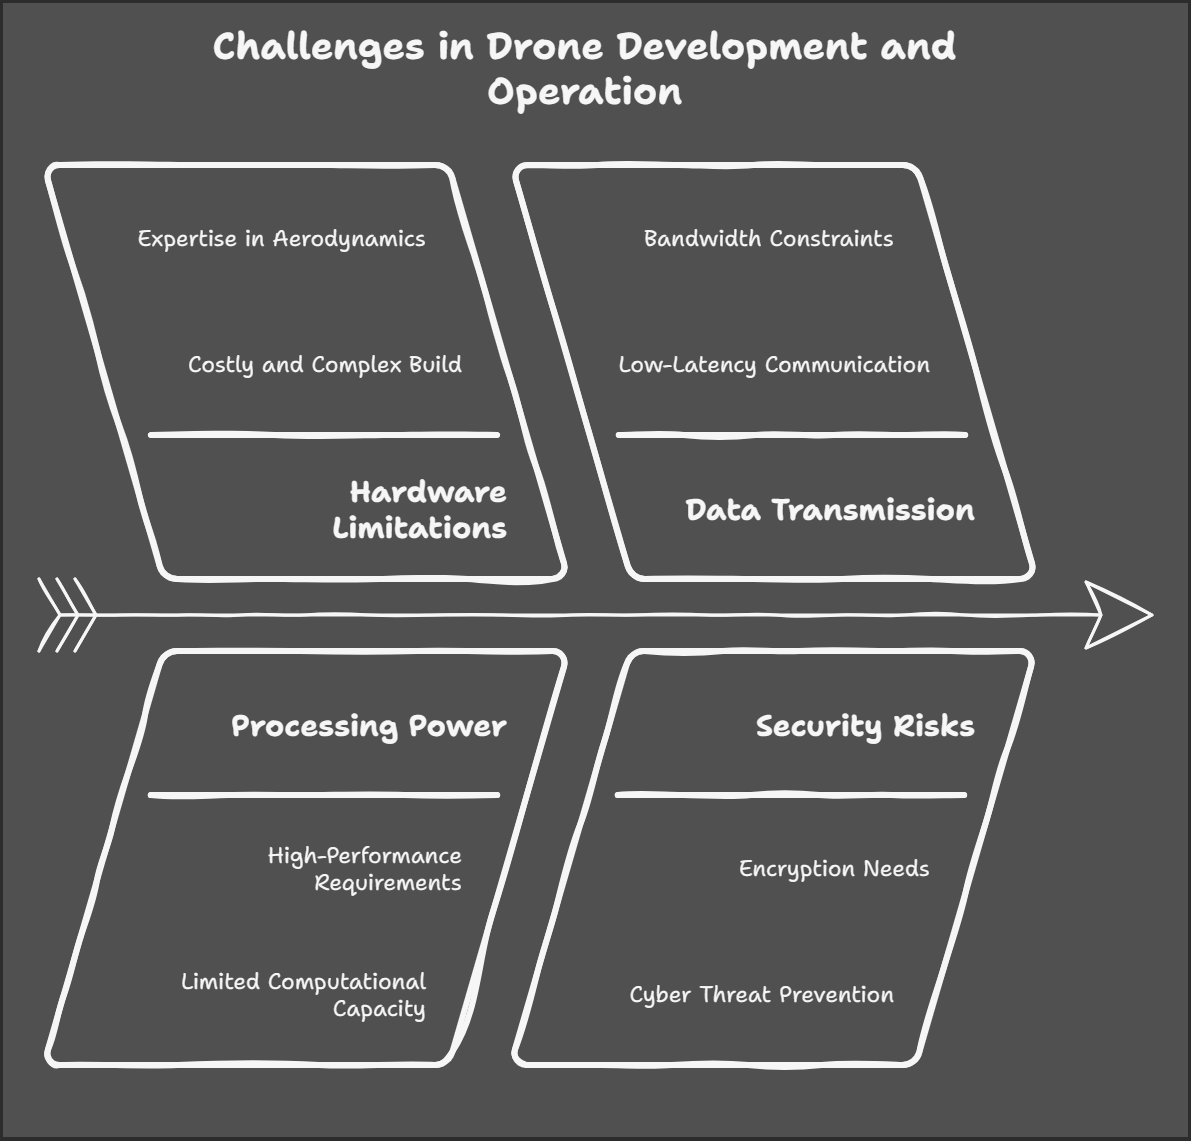 Challenges in Drone Development and
Operation
Expertise in Aerodynamics
Costly and Complex Build
Hardware
Limitations
Bandwidth Constraints
Low-Latency Communication
Data Transmission
Processing Power
High-Performance
Requirements
Limited Computational
Capacity
Security Risks
Encryption Needs
Cyber Threat Prevention